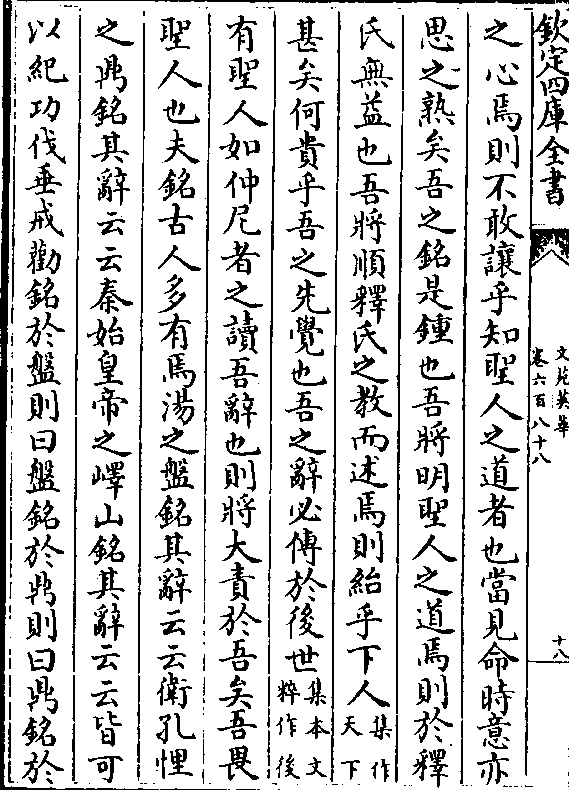 欽定四庫全書
文苑英華
卷六百八十八
十八
之心焉則不敢讓乎知聖人之道者也當見命時意亦
思之熟矣吾之銘是鍾也吾將明聖人之道焉則於釋
氏無益也吾將順釋氏之教而述焉則紿乎下人集作天下
甚矣何貴乎吾之先覺也吾之辭必傳於後世集本文粹作後
有聖人如仲尼者之讀吾辭也則將大責於吾矣吾畏
聖人也夫銘古人多有焉湯之盤銘其辭云云衛孔悝
之鼎銘其辭云云秦始皇帝之嶧山銘其辭云云皆可
以紀功伐垂戒勸銘於盤則曰盤銘於鼎則曰鼎銘於